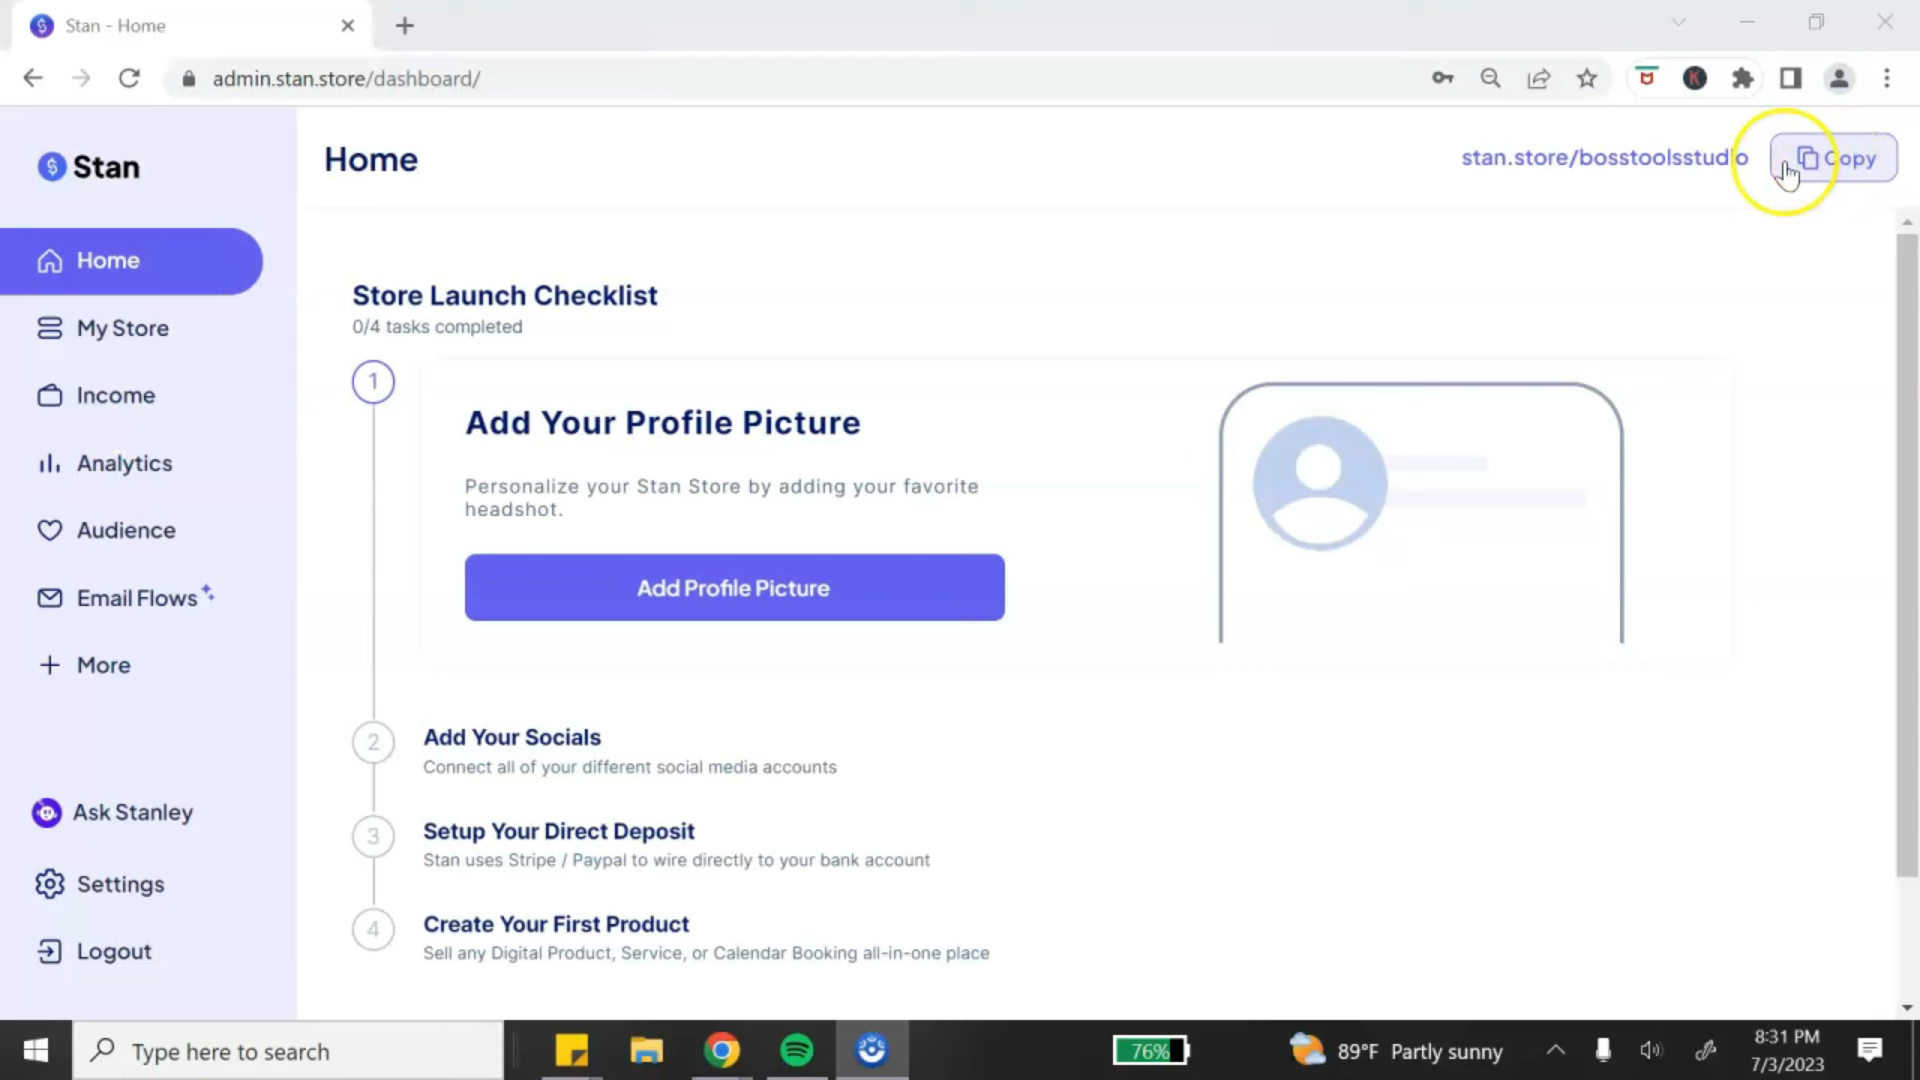 Stan - Home
admin.stan.store/dashboard/
Stan
Home
stan.store/bosstoolsstudio
Copy
Home
My Store
Income
Analytics
Audience
Email Flows
More
Ask Stanley
Settings
Logout
Store Launch Checklist
0/4 tasks completed
1
Add Your Profile Picture
Personalize your Stan Store by adding your favorite
headshot.
Add Profile Picture
2
Add Your Socials
Connect all of your different social media accounts
3
Setup Your Direct Deposit
Stan uses Stripe / Paypal to wire directly to your bank account
4
Create Your First Product
Sell any Digital Product, Service, or Calendar Booking all-in-one place
Type here to search
76%
89°F Partly sunny
8:31 PM
7/3/2023